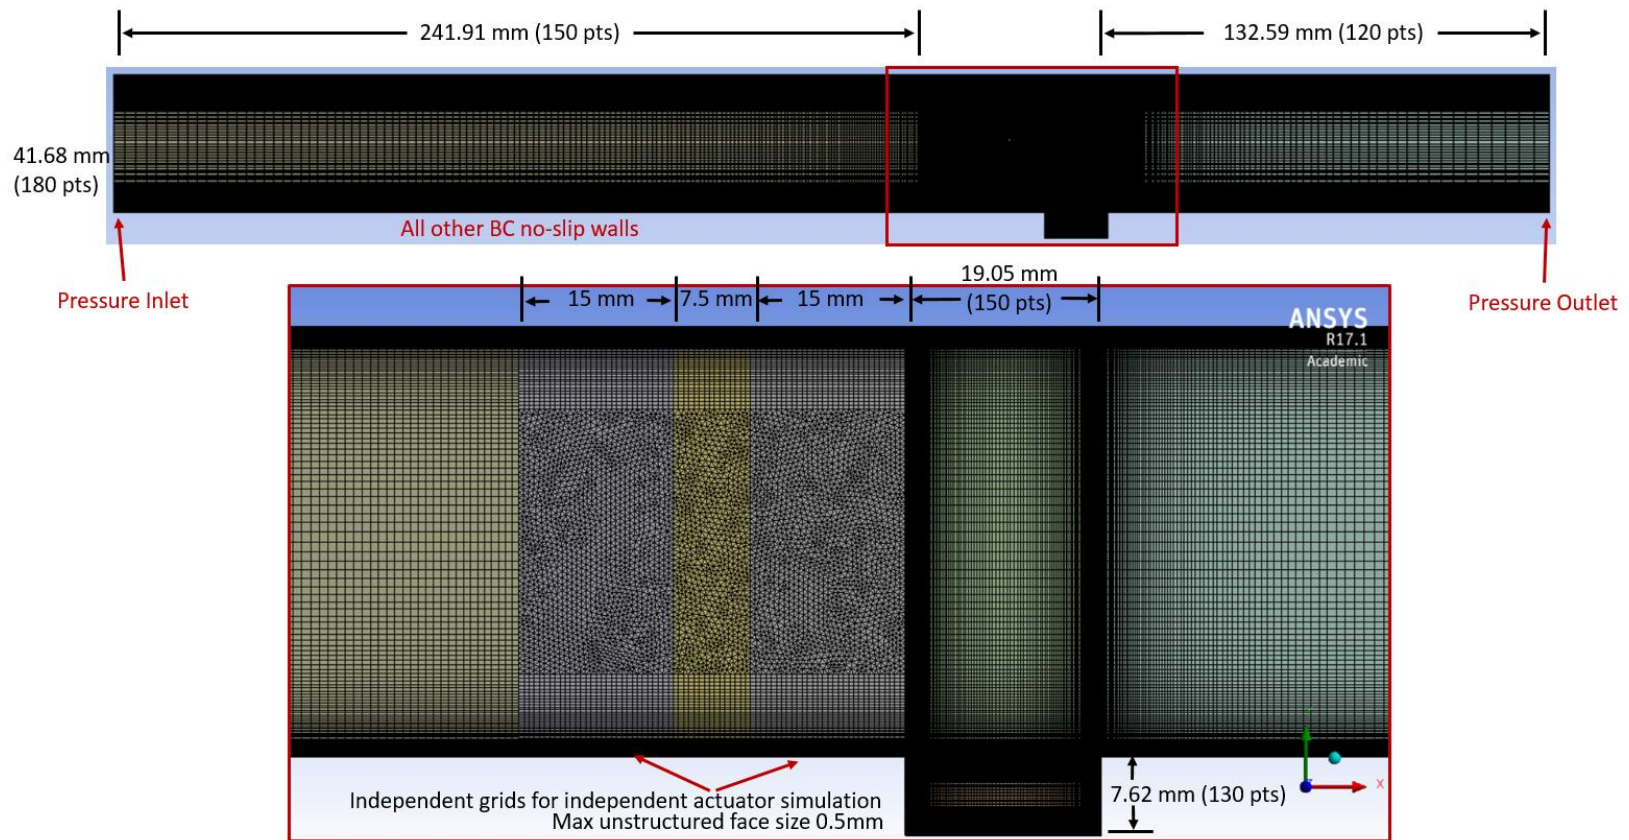 241.91 mm (150 pts)
132.59 mm (120 pts)
41.68 mm
(180 pts)
All other BC no-slip walls
Pressure Inlet
Pressure Outlet
19.05 mm
(150 pts)
15 mm
7.5 mm
15 mm
ANSYS
R17.1
Academic
Independent grids for independent actuator simulation
Max unstructured face size 0.5mm
7.62 mm (130 pts)
X